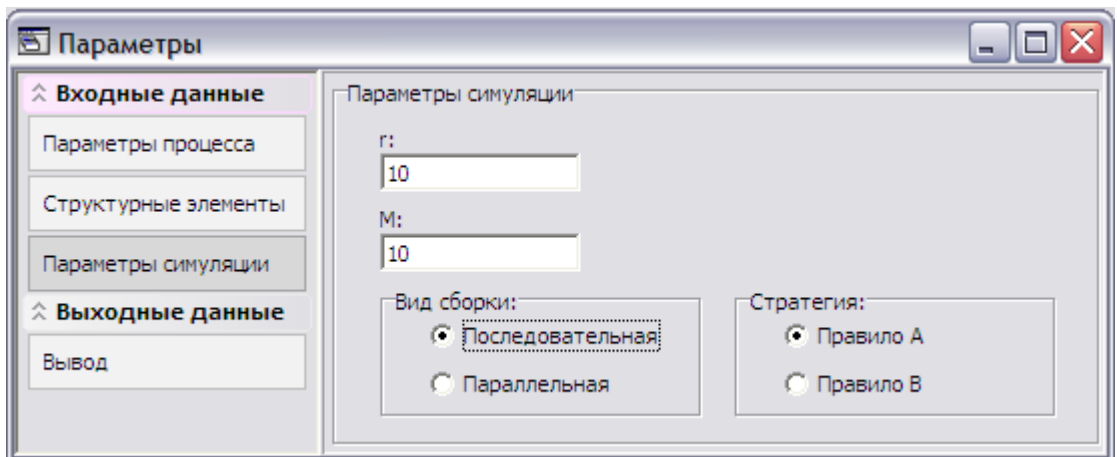 Параметры
Входные данные
Параметры процесса
Структурные элементы
Параметры симуляции
Выходные данные
Вывод
Параметры симуляции
r:
10
M:
10
Вид сборки:
Последовательная
Параллельная
Стратегия:
Правило A
Правило B